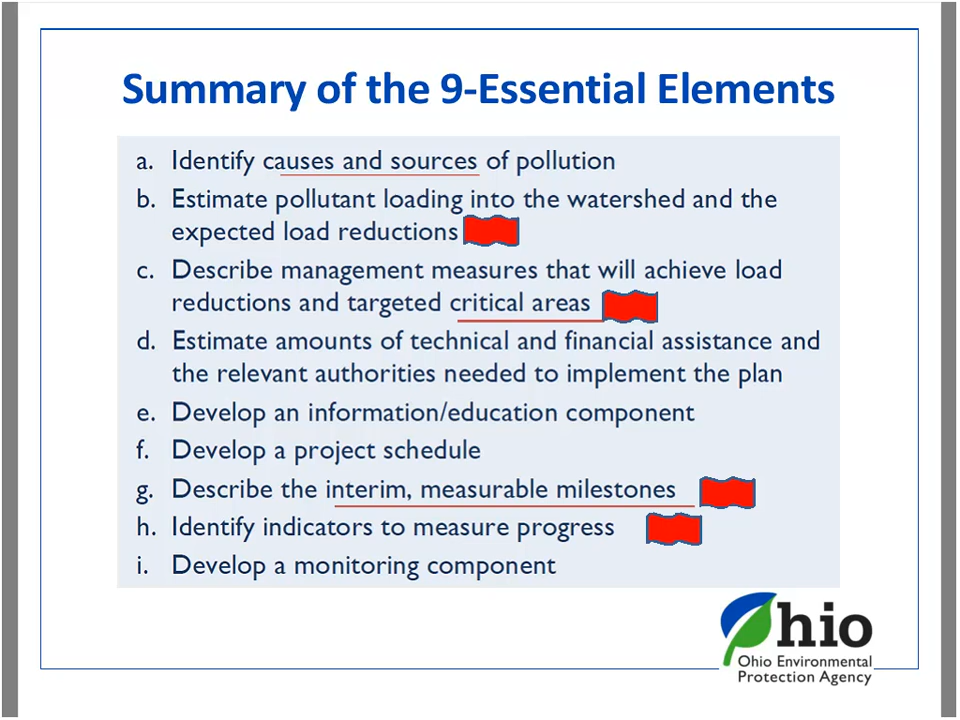 Summary of the 9-Essential Elements
a. Identify causes and sources of pollution
b. Estimate pollutant loading into the watershed and the
expected load reductions
c. Describe management measures that will achieve load
reductions and targeted critical areas
d. Estimate amounts of technical and financial assistance and
the relevant authorities needed to implement the plan
e. Develop an information/education component
f. Develop a project schedule
g. Describe the interim, measurable milestones
h. Identify indicators to measure progress
i. Develop a monitoring component
Ohio
Ohio Environmental
Protection Agency